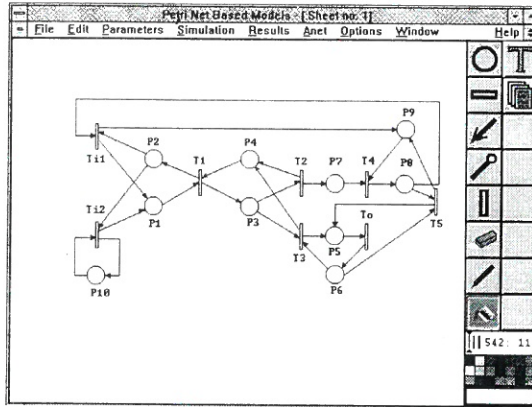 Petri Net Based Models - [Sheet no. 1]
File Edit Parameters Simulation Results Anet Options Window Help
T
P9
Ti1 P2 T1 P4 T2 P7 T4 P8
Ti2 P1 P3 To T5
T3 P5
P6
P10
542: 11